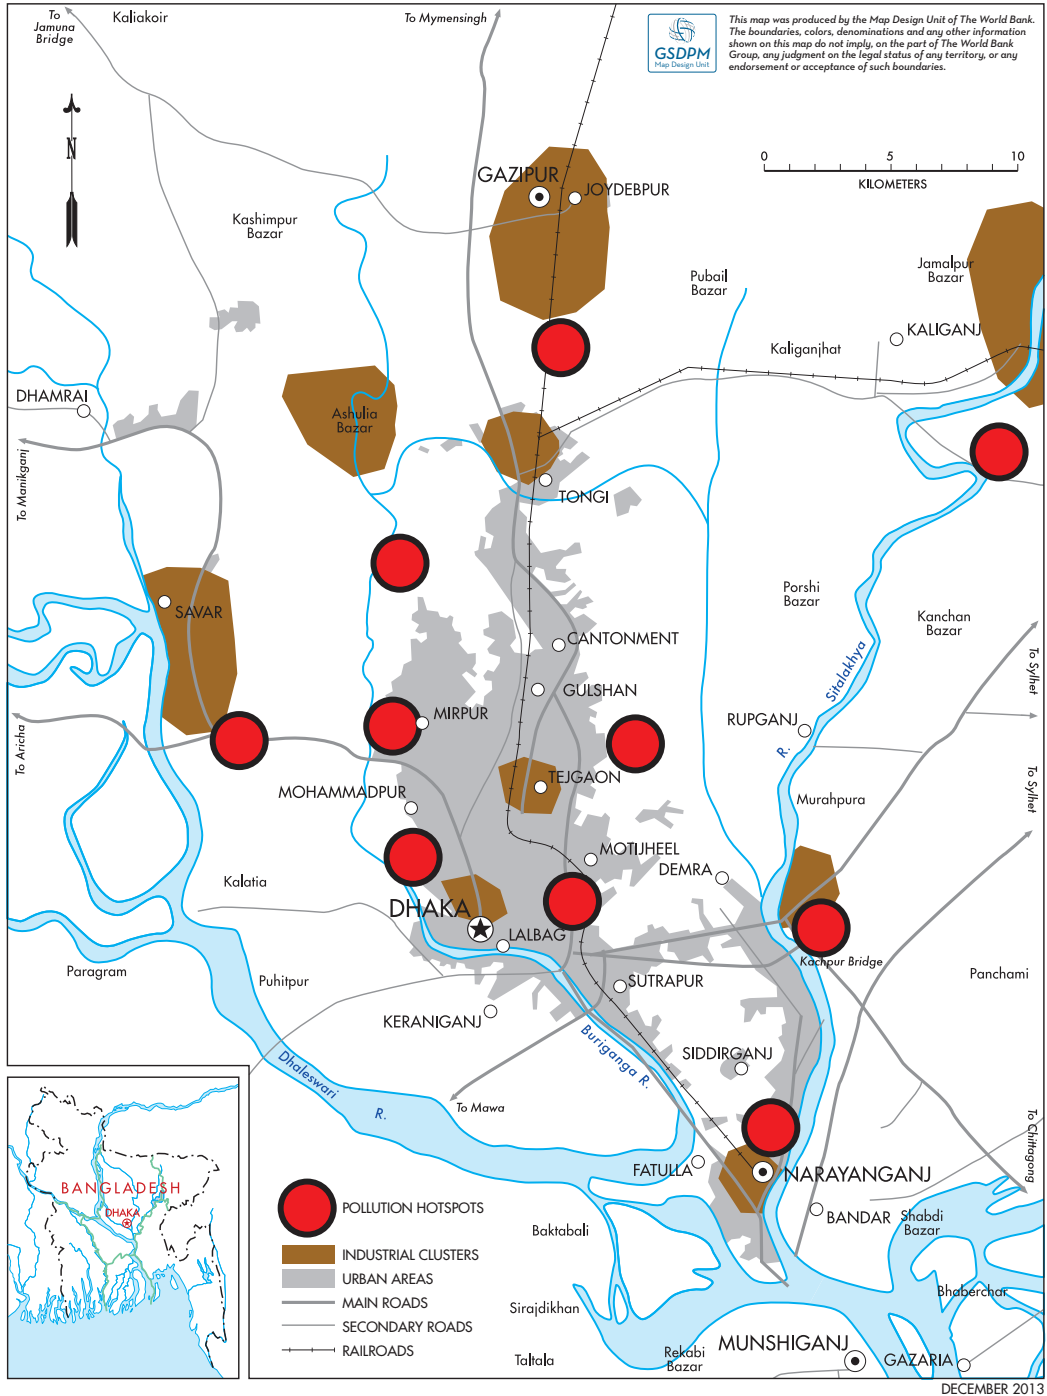 To
Jamuna
Bridge
Kaliakoir
To Mymensingh
GSDPM
Map Design Unit
This map was produced by the Map Design Unit of The World Bank.
The boundaries, colors, denominations and any other information
shown on this map do not imply, on the part of The World Bank
Group, any judgment on the legal status of any territory, or any
endorsement or acceptance of such boundaries.
N
0 5 10
KILOMETERS
GAZIPUR
JOYDEBPUR
Kashimpur
Bazar
Pubail
Bazar
Jamalpur
Bazar
KALIGANJ
Kaliganjhat
DHAMRAI
Ashulia
Bazar
To Manikganj
TONGI
Porshi
Bazar
Kanchan
Bazar
SAVAR
CANTONMENT
Sitalakhya
R.
To Sylhet
GULSHAN
MIRPUR
RUPGANJ
To Aricha
TEJGAON
MOHAMMADPUR
Murahpura
To Sylhet
MOTIJHEEL
DEMRA
Kalatia
DHAKA
LALBAG
Kachpur Bridge
Paragram
Puhitpur
SUTRAPUR
Panchami
KERANIGANJ
Buriganga R.
SIDDIRGANJ
Dhaleswari
R.
To Mawa
To Chittagong
FATULLA
NARAYANGANJ
BANDAR
Shabdi
Bazar
Baktabali
Bhaberchar
Sirajdikhan
MUNSHIGANJ
Taltala
Rekabi
Bazar
GAZARIA
BANGLADESH
DHAKA
POLLUTION HOTSPOTS
INDUSTRIAL CLUSTERS
URBAN AREAS
MAIN ROADS
SECONDARY ROADS
RAILROADS
DECEMBER 2013